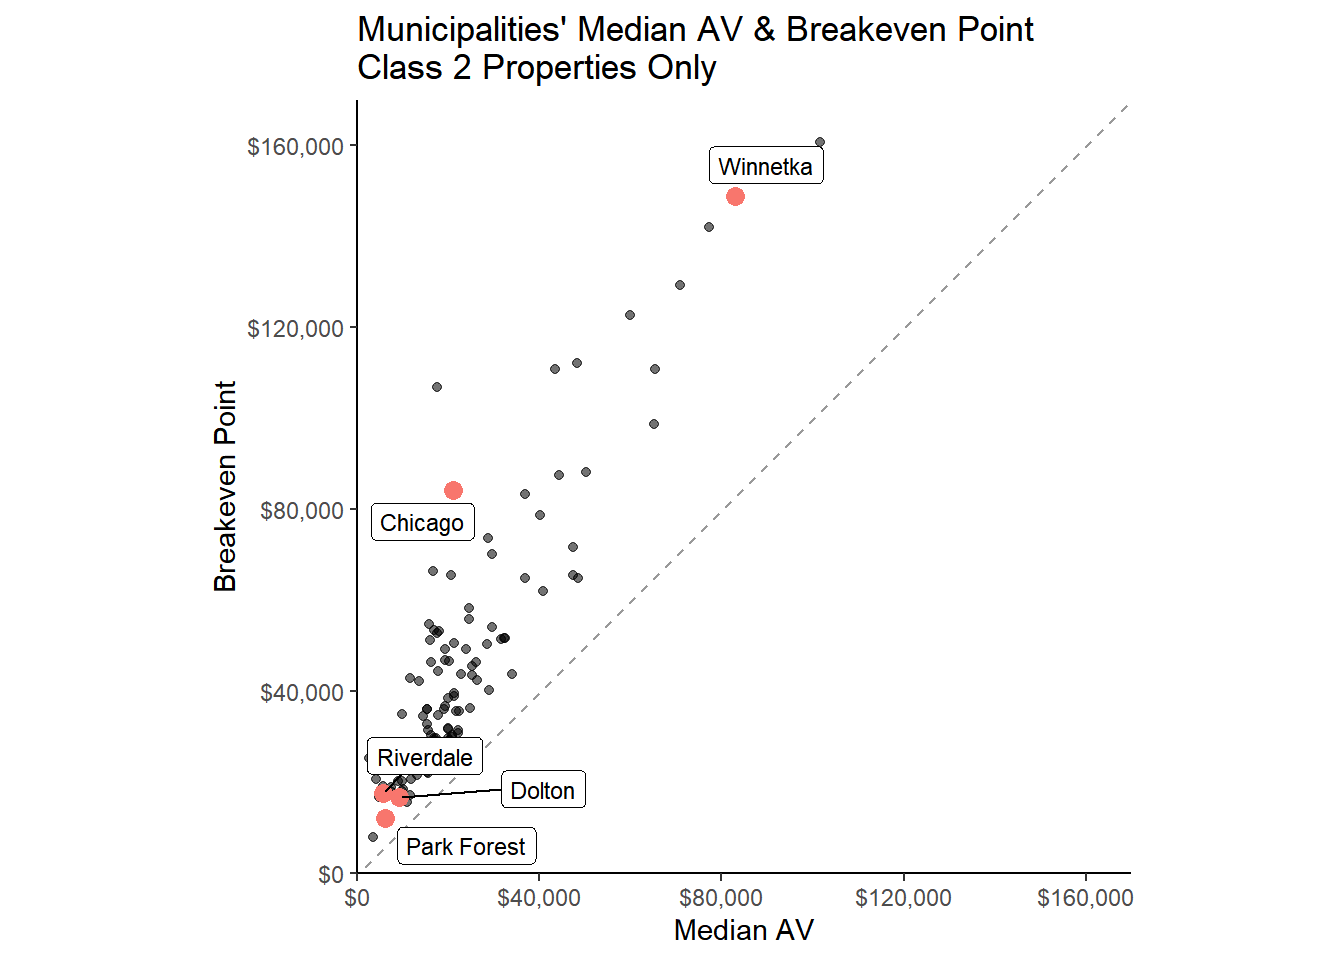 Municipalities' Median AV & Breakeven Point
Class 2 Properties Only
Breakeven Point
$160,000
$120,000
$80,000
$40,000
$0
Winnetka
Chicago
Riverdale
Dolton
Park Forest
$0
$40,000
$80,000
$120,000
$160,000
Median AV